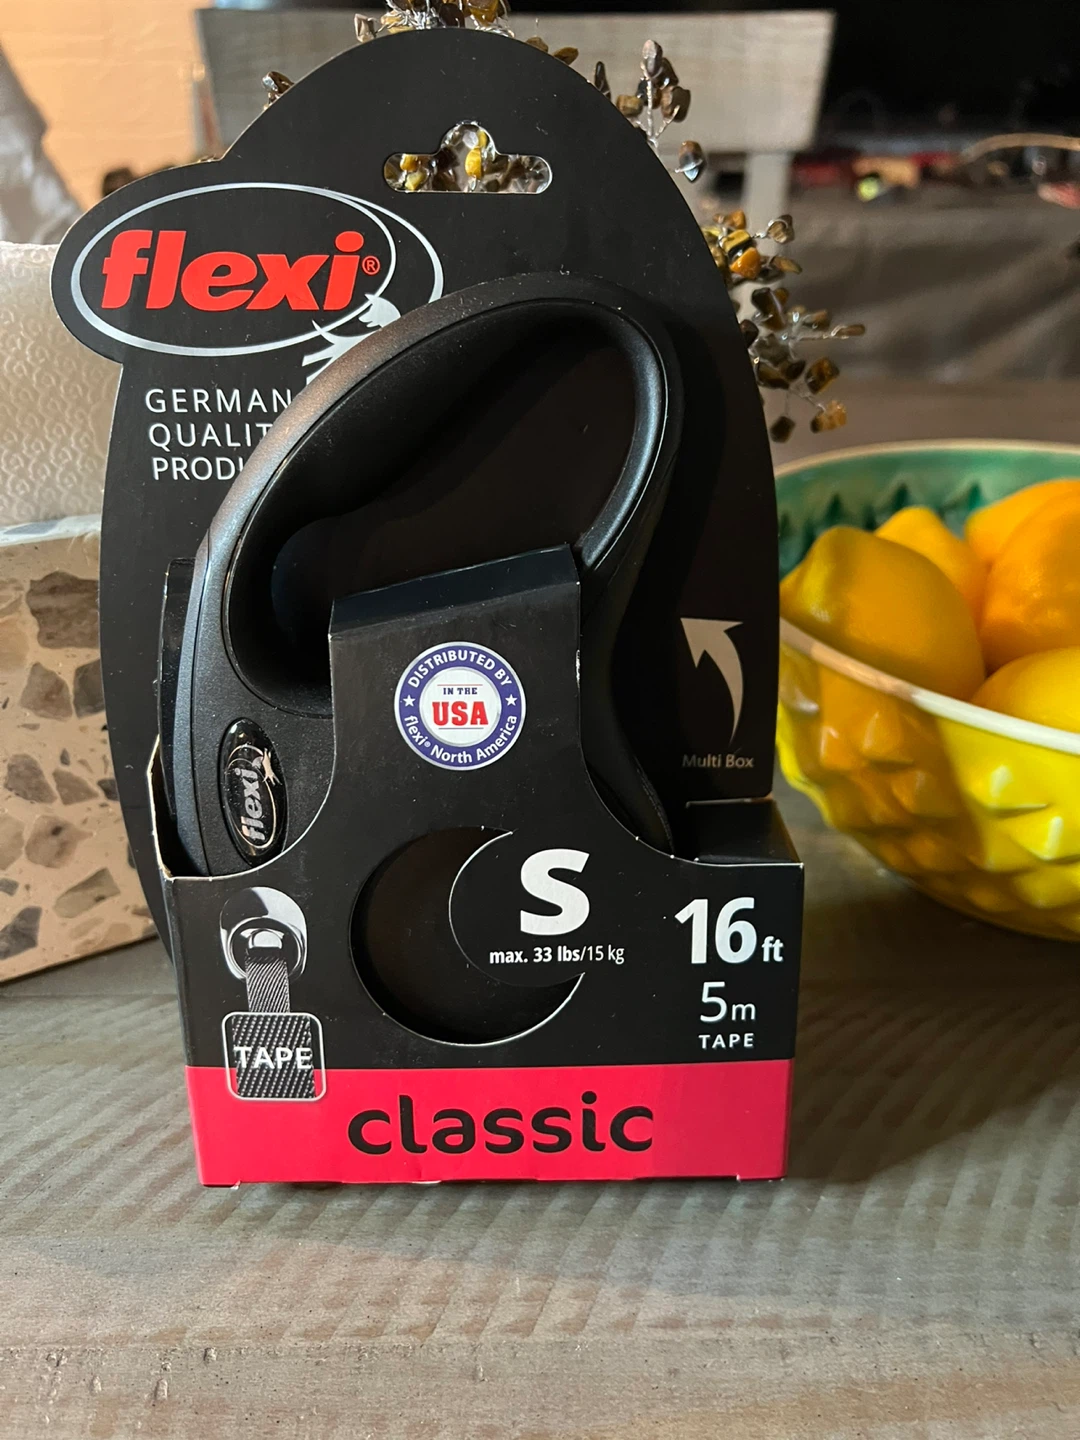 flexi®
GERMAN
QUALIT
PRODU
DISTRIBUTED BY
IN THE
USA
flexi® North America
Multi Box
flexi
S
max. 33 lbs/15 kg
16 ft
5m
TAPE
TAPE
classic